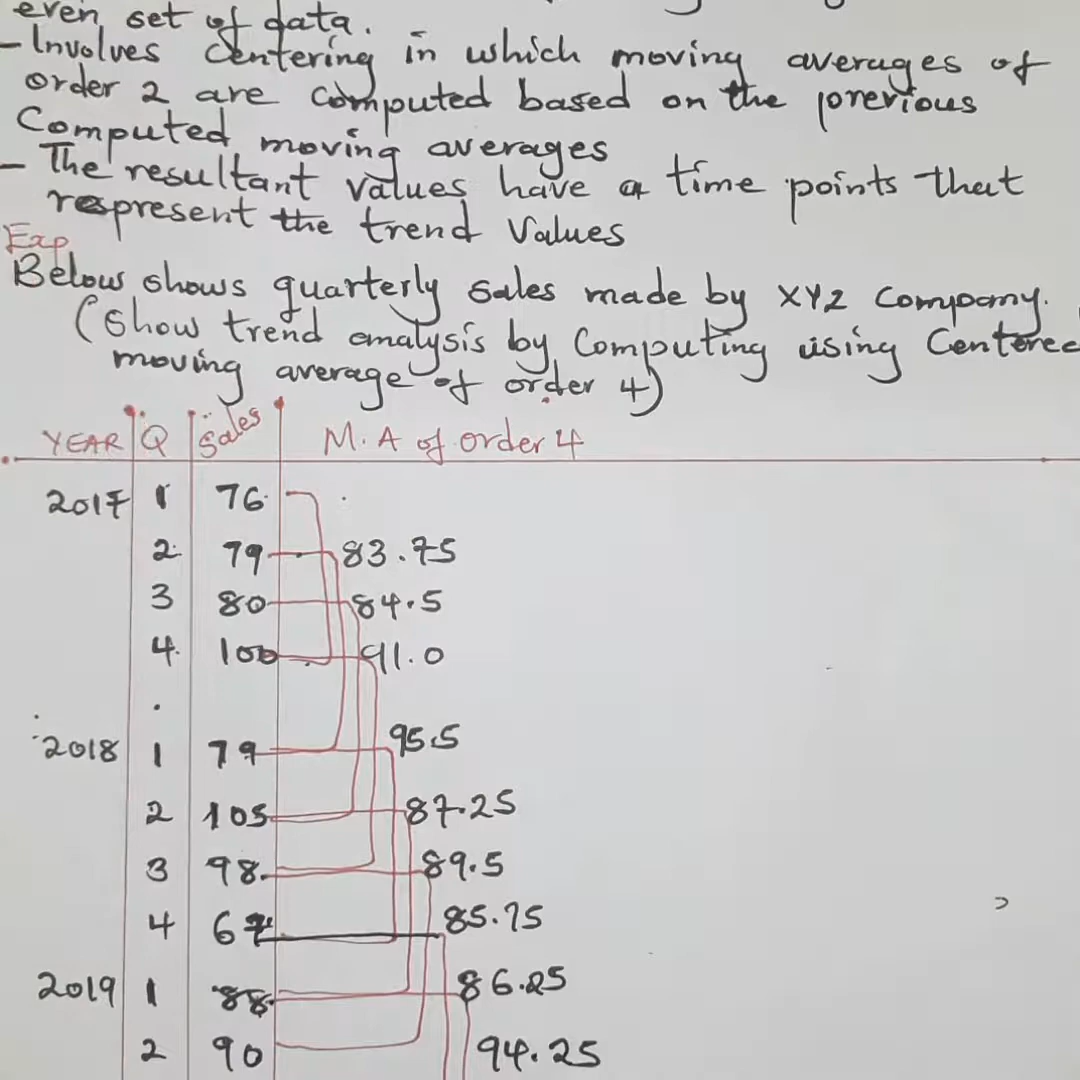 even set of data.
- Involves Centering in which moving averages of
order 2 are computed based on the previous
Computed moving averages
- The resultant values have a time points that
respresent the trend Values
Exp
Below shows quarterly sales made by XYZ Company.
(Show trend analysis by Computing using Centered
moving average of order 4)
YEAR Q Sales M.A of order 4
2017 1 76
2 79 83.75
3 80 84.5
4 100 91.0
2018 1 79 95.5
2 105 87.25
3 98 89.5
4 67 85.75
2019 1 88 86.25
2 90 94.25